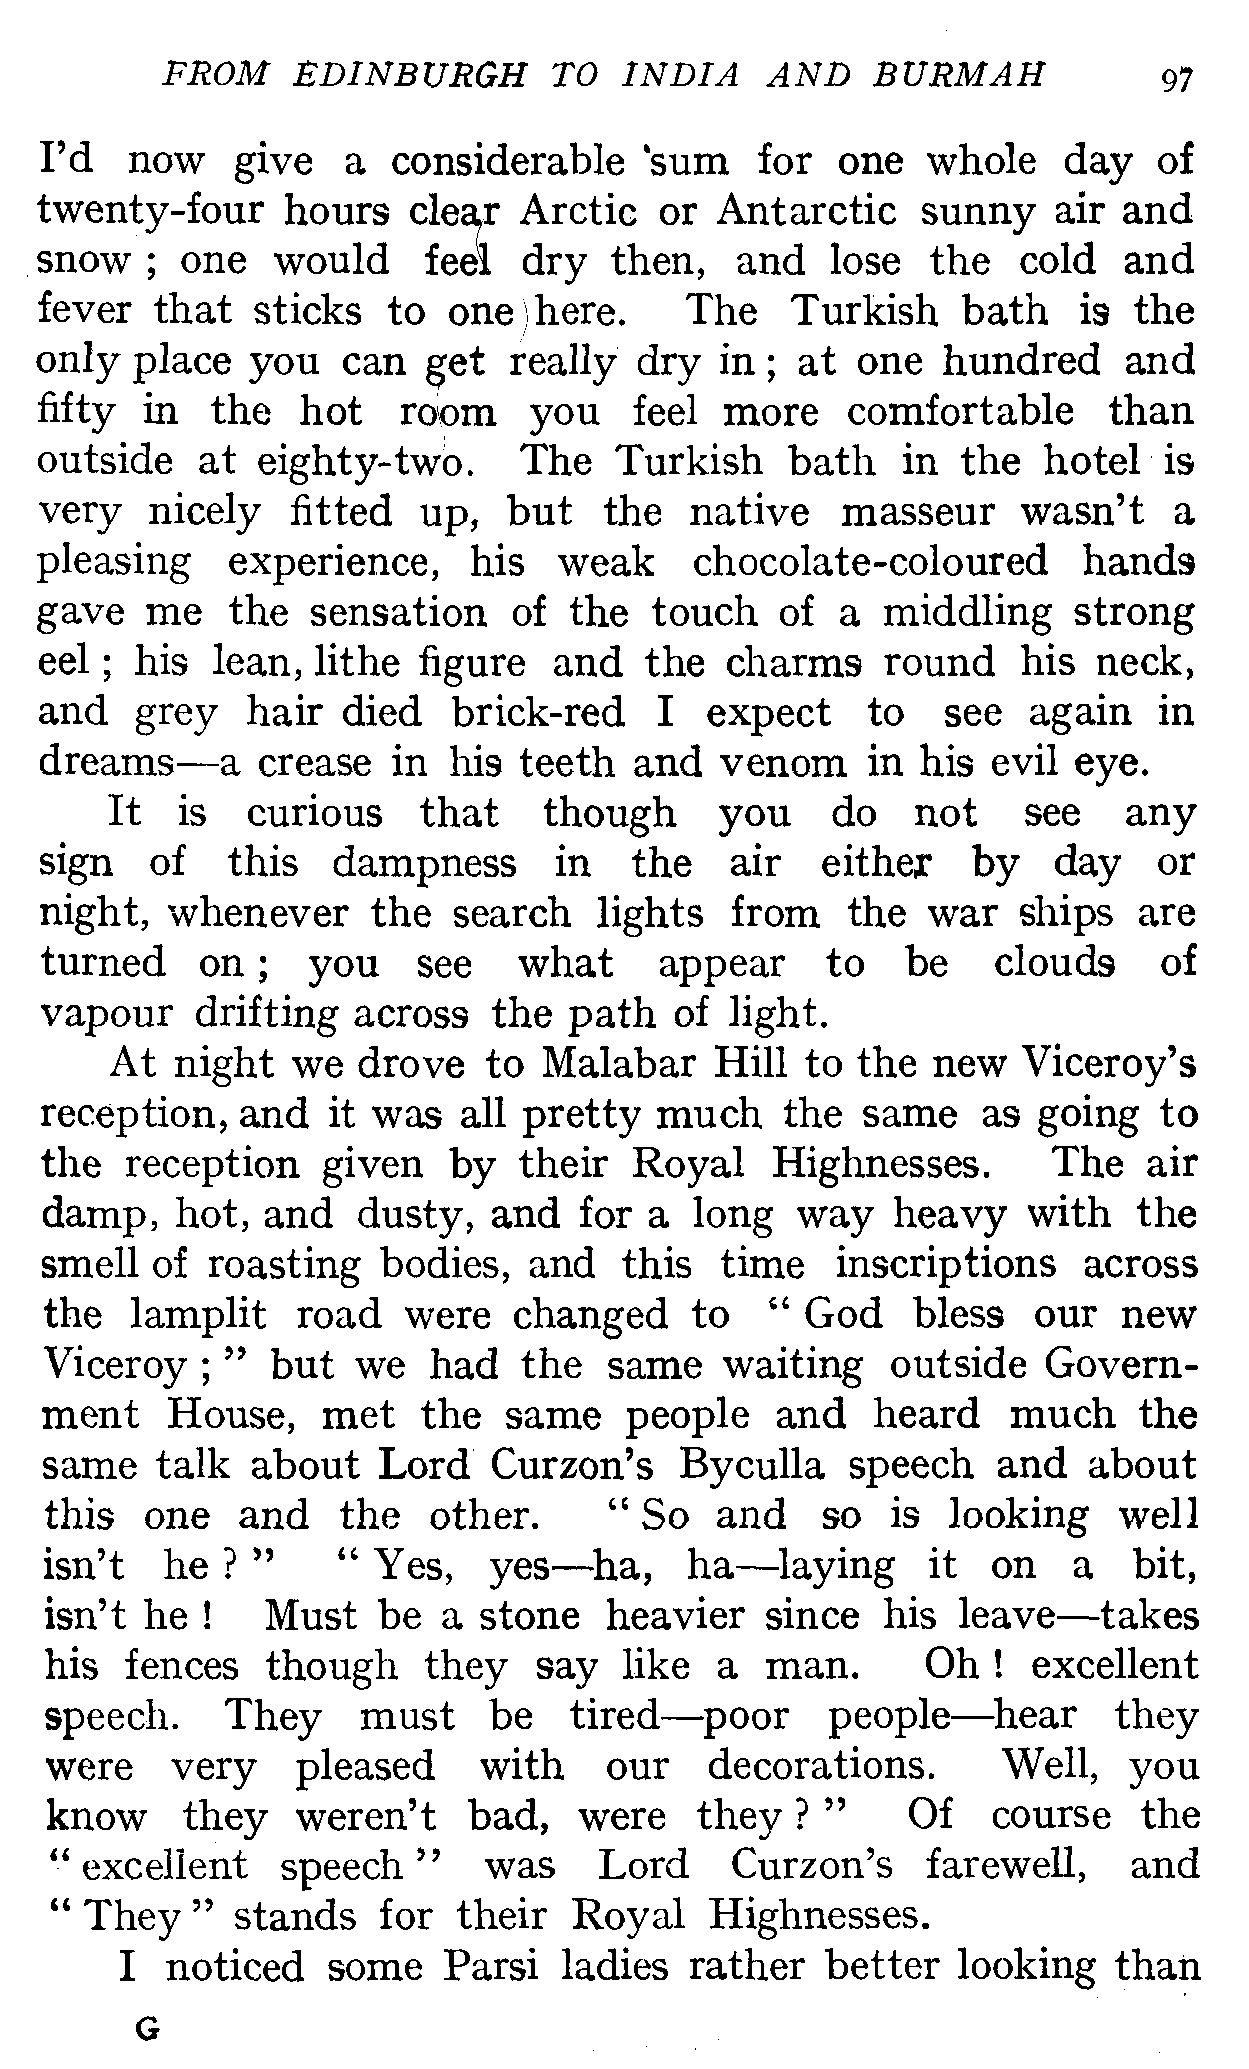 FROM EDINBURGH TO INDIA AND BURMAH 97
I'd now give a considerable 'sum for one whole day of
twenty-four hours clear Arctic or Antarctic sunny air and
snow ; one would feel dry then, and lose the cold and
fever that sticks to one here. The Turkish bath is the
only place you can get really dry in ; at one hundred and
fifty in the hot room you feel more comfortable than
outside at eighty-two. The Turkish bath in the hotel is
very nicely fitted up, but the native masseur wasn't a
pleasing experience, his weak chocolate-coloured hands
gave me the sensation of the touch of a middling strong
eel ; his lean, lithe figure and the charms round his neck,
and grey hair died brick-red I expect to see again in
dreams—a crease in his teeth and venom in his evil eye.
It is curious that though you do not see any
sign of this dampness in the air either by day or
night, whenever the search lights from the war ships are
turned on ; you see what appear to be clouds of
vapour drifting across the path of light.
At night we drove to Malabar Hill to the new Viceroy's
reception, and it was all pretty much the same as going to
the reception given by their Royal Highnesses. The air
damp, hot, and dusty, and for a long way heavy with the
smell of roasting bodies, and this time inscriptions across
the lamplit road were changed to " God bless our new
Viceroy ; " but we had the same waiting outside Govern-
ment House, met the same people and heard much the
same talk about Lord Curzon's Byculla speech and about
this one and the other. " So and so is looking well
isn't he ? " " Yes, yes—ha, ha—laying it on a bit,
isn't he ! Must be a stone heavier since his leave—takes
his fences though they say like a man. Oh ! excellent
speech. They must be tired—poor people—hear they
were very pleased with our decorations. Well, you
know they weren't bad, were they ? " Of course the
" excellent speech " was Lord Curzon's farewell, and
" They " stands for their Royal Highnesses.
I noticed some Parsi ladies rather better looking than
G